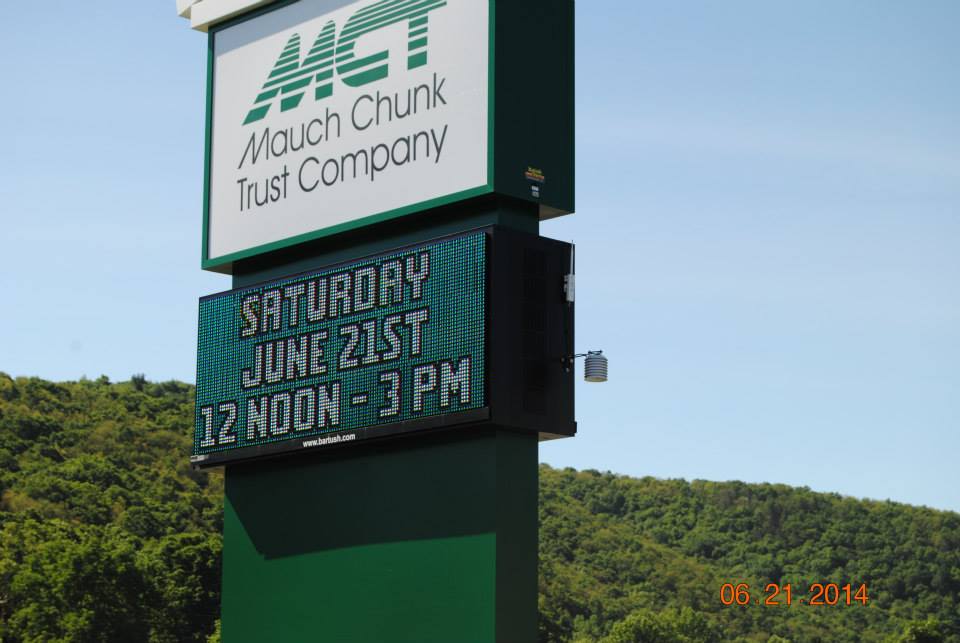 MCT
Mauch Chunk
Trust Company
SATURDAY
JUNE 21ST
12 NOON - 3 PM
www.bartush.com
06.21.2014